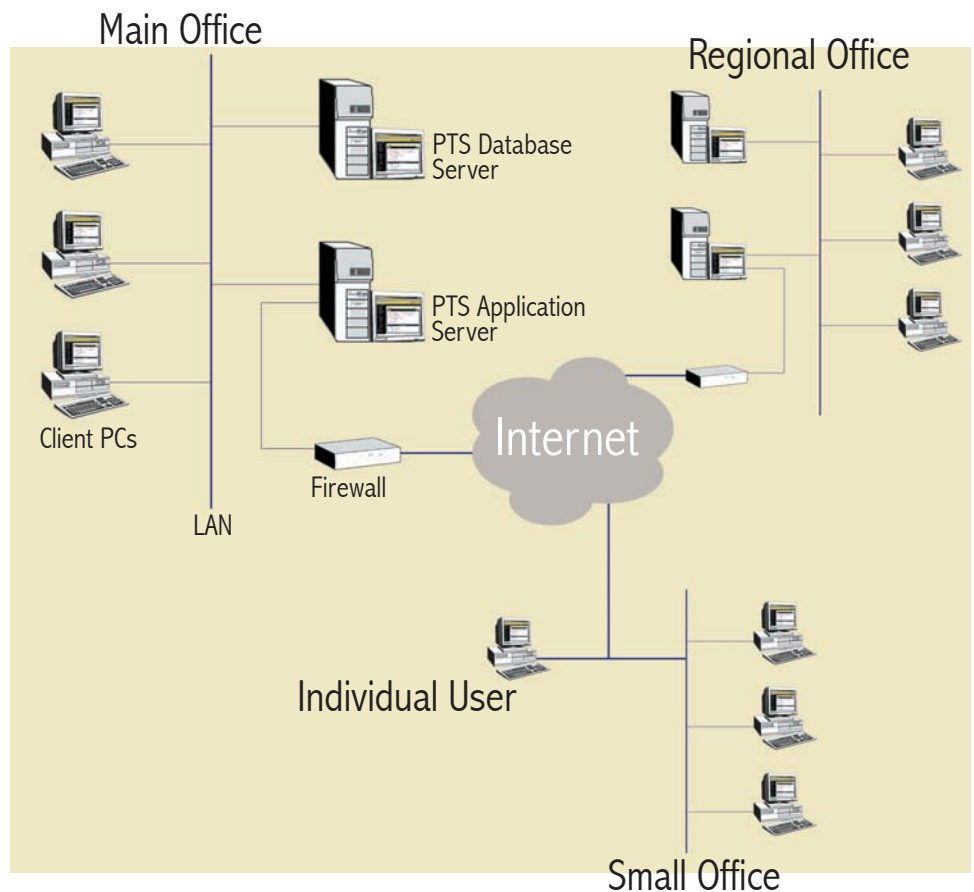 Main Office
Regional Office
PTS Database
Server
PTS Application
Server
Client PCs
Internet
Firewall
LAN
Individual User
Small Office